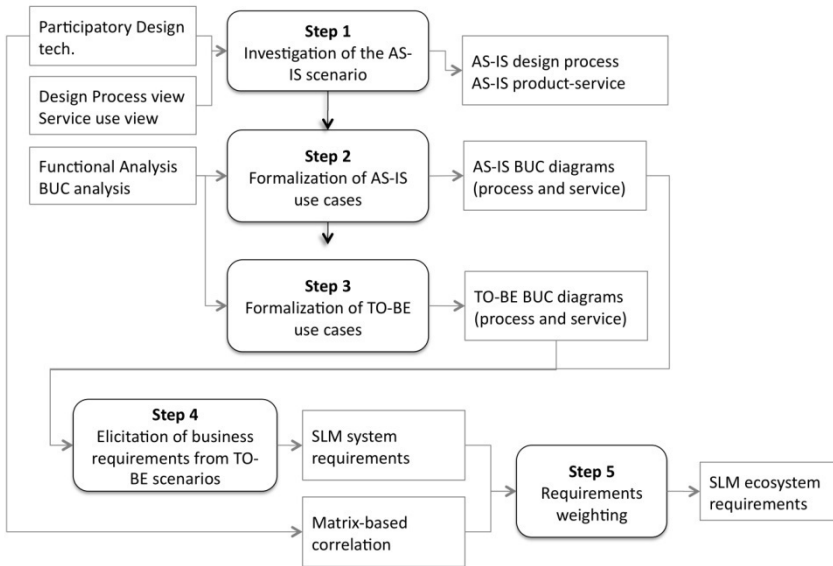 Participatory Design
tech.
Step 1
Investigation of the AS-
IS scenario
AS-IS design process
AS-IS product-service
Design Process view
Service use view
Functional Analysis
BUC analysis
Step 2
Formalization of AS-IS
use cases
AS-IS BUC diagrams
(process and service)
Step 3
Formalization of TO-BE
use cases
TO-BE BUC diagrams
(process and service)
Step 4
Elicitation of business
requirements from TO-
BE scenarios
SLM system
requirements
Step 5
Requirements
weighting
SLM ecosystem
requirements
Matrix-based
correlation